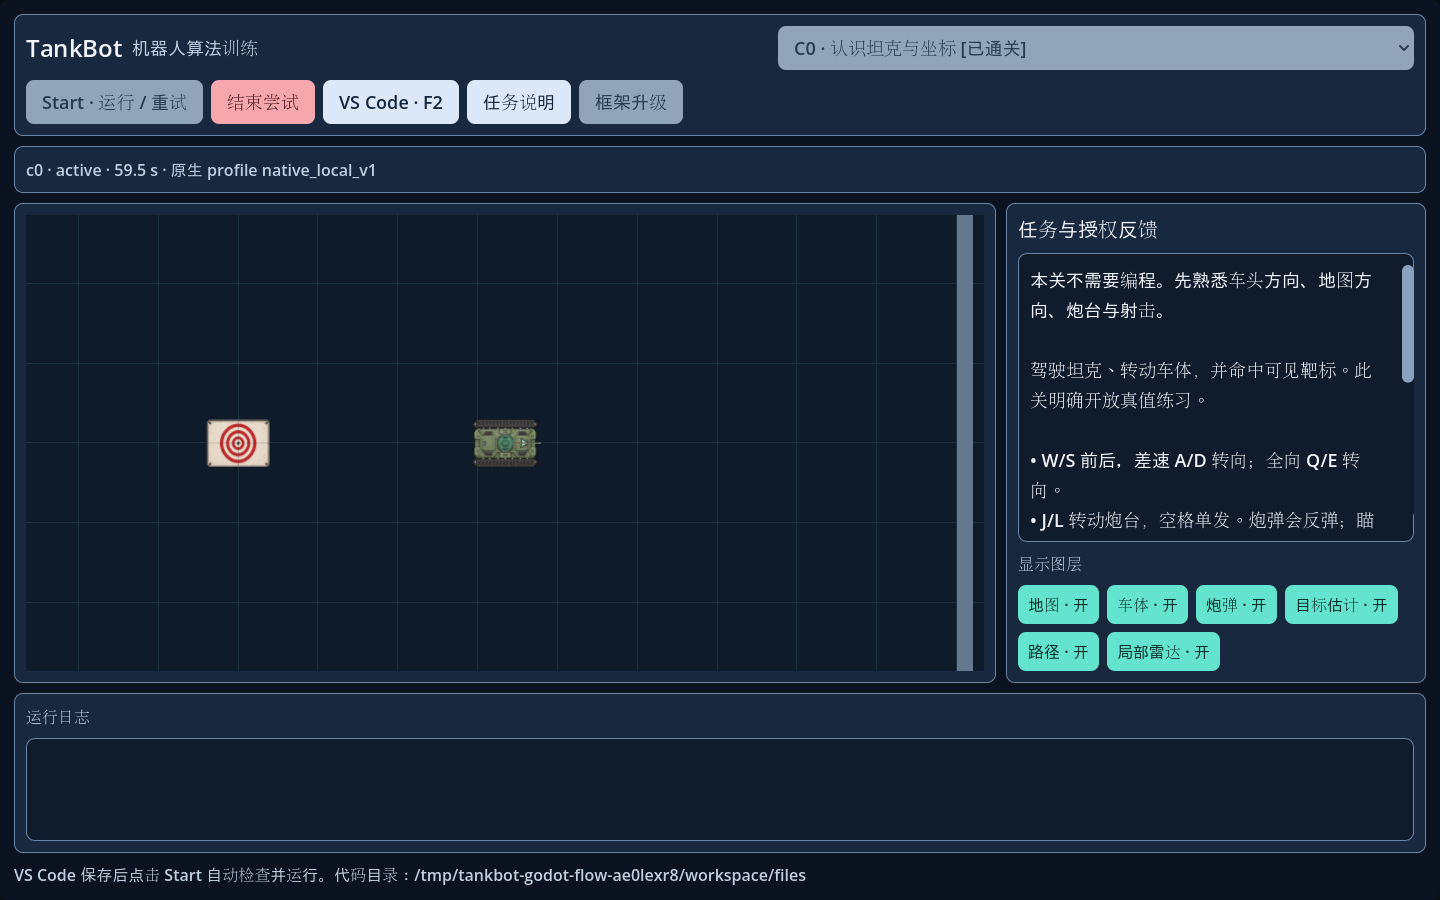 TankBot 机器人算法训练
C0 · 认识坦克与坐标 [已通关]
Start · 运行 / 重试
结束尝试
VS Code · F2
任务说明
框架升级
c0 · active · 59.5 s · 原生 profile native_local_v1
任务与授权反馈
本关不需要编程。先熟悉车头方向、地图方
向、炮台与射击。
驾驶坦克、转动车体，并命中可见靶标。此
关明确开放真值练习。
• W/S 前后，差速 A/D 转向；全向 Q/E 转
向。
• J/L 转动炮台，空格单发。炮弹会反弹；瞄
显示图层
地图 · 开
车体 · 开
炮弹 · 开
目标估计 · 开
路径 · 开
局部雷达 · 开
运行日志
VS Code 保存后点击 Start 自动检查并运行。代码目录：/tmp/tankbot-godot-flow-ae0lexr8/workspace/files